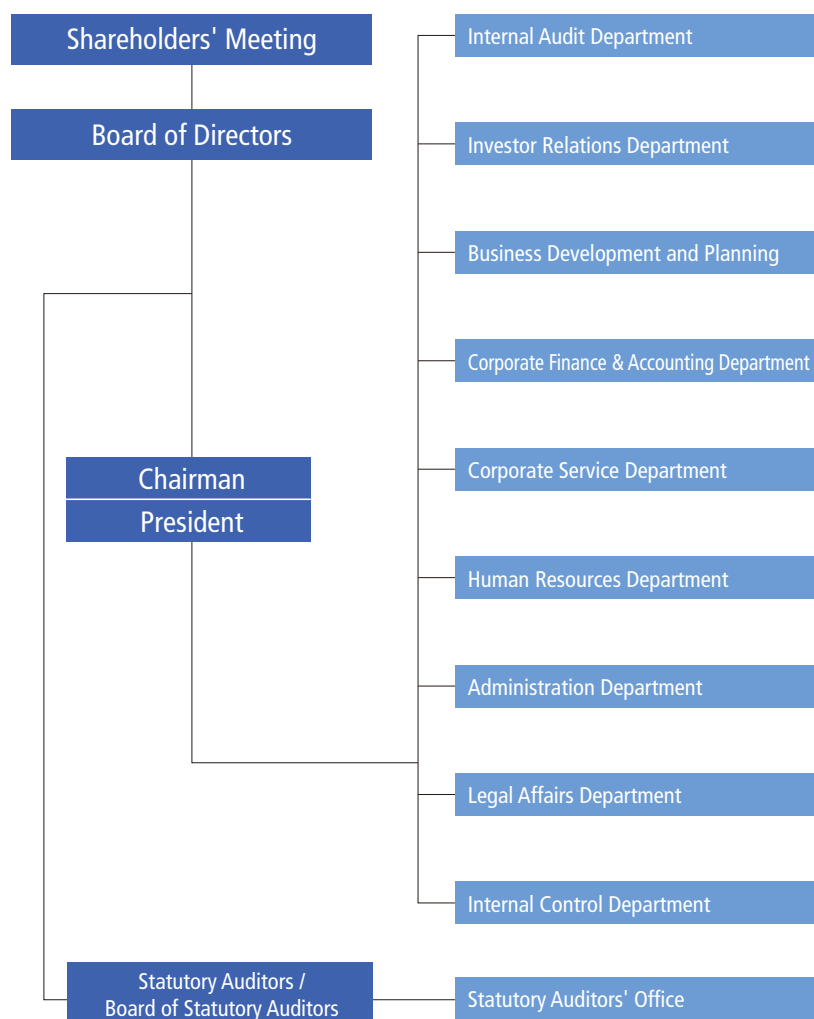 Shareholders' Meeting
Board of Directors
Chairman
President
Statutory Auditors /
Board of Statutory Auditors
Internal Audit Department
Investor Relations Department
Business Development and Planning
Corporate Finance & Accounting Department
Corporate Service Department
Human Resources Department
Administration Department
Legal Affairs Department
Internal Control Department
Statutory Auditors' Office